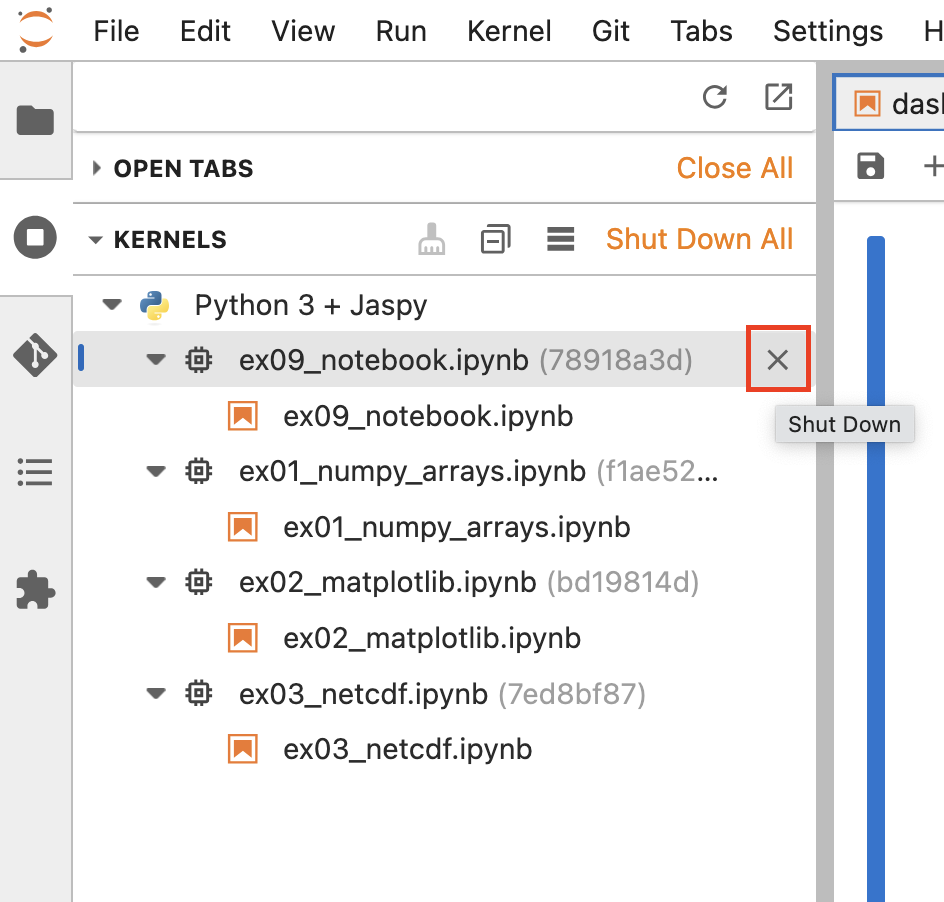 File Edit View Run Kernel Git Tabs Settings H
dash
OPEN TABS Close All
KERNELS Shut Down All
Python 3 + Jaspy
ex09_notebook.ipynb (78918a3d)
Shut Down
ex09_notebook.ipynb
ex01_numpy_arrays.ipynb (f1ae52...
ex01_numpy_arrays.ipynb
ex02_matplotlib.ipynb (bd19814d)
ex02_matplotlib.ipynb
ex03_netcdf.ipynb (7ed8bf87)
ex03_netcdf.ipynb